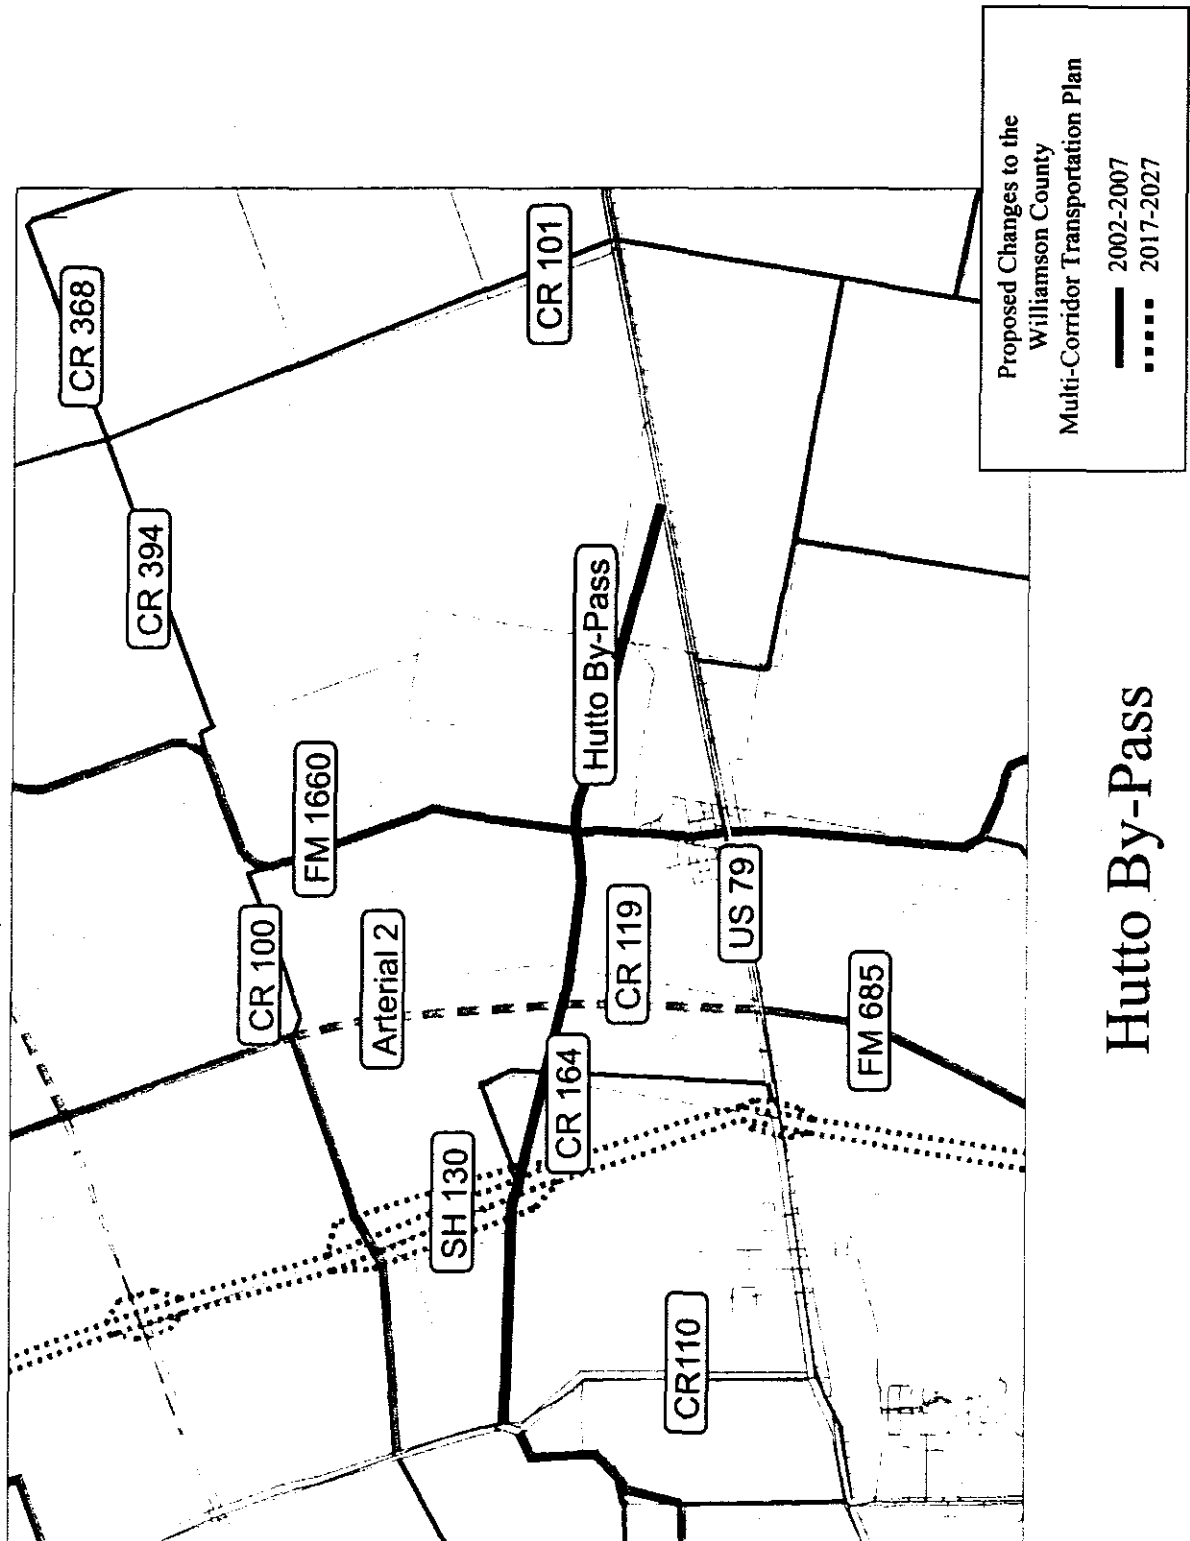 CR 368
CR 394
CR 101
Hutto By-Pass
FM 1660
CR 100
Arterial 2
CR 119
US 79
FM 685
CR 164
SH 130
CR110
Proposed Changes to the
Williamson County
Multi-Corridor Transportation Plan
2002-2007
2017-2027
Hutto By-Pass